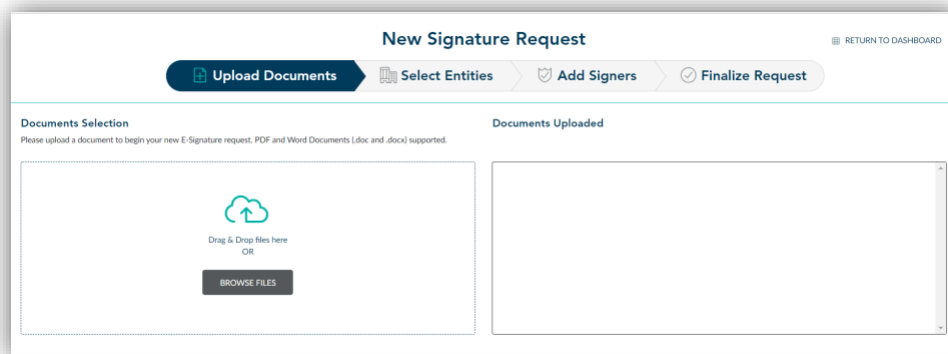 New Signature Request
RETURN TO DASHBOARD
Upload Documents
Select Entities
Add Signers
Finalize Request
Documents Selection
Please upload a document to begin your new E-Signature request. PDF and Word Documents (.doc and .docx) supported.
Drag & Drop files here
OR
BROWSE FILES
Documents Uploaded